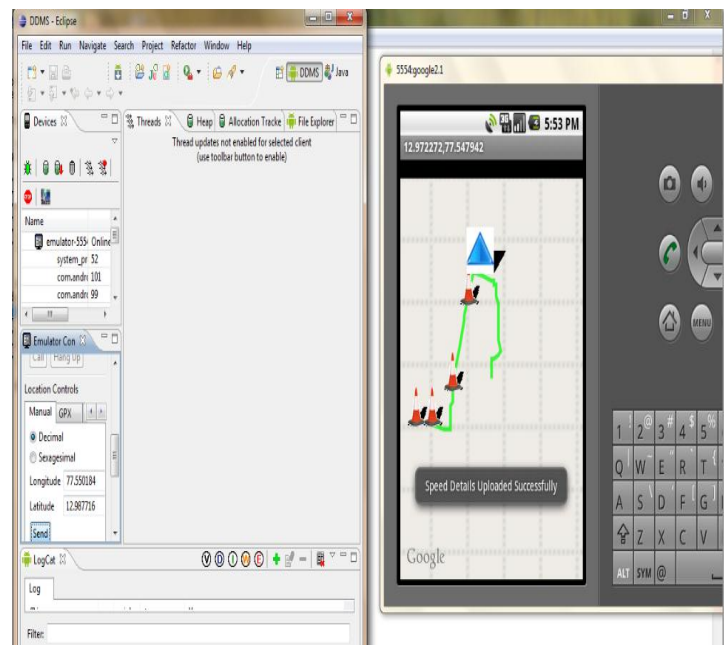 DDMS - Eclipse
File Edit Run Navigate Search Project Refactor Window Help
DDMS Java
Devices
Threads Heap Allocation Tracke File Explorer
Thread updates not enabled for selected client
(use toolbar button to enable)
Name
emulator-5554 Online
system_pr 52
com.andro 101
com.andro 99
Emulator Con
Call Hang Up
Location Controls
Manual GPX
Decimal
Sexagesimal
Longitude 77.550184
Latitude 12.987716
Send
LogCat
V D I W E
Log
Filter:
5554:google2.1
5:53 PM
12.972272,77.547942
Speed Details Uploaded Successfully
Google
MENU
1 ! 2 @ 3 # 4 $ 5 %
Q W E R T
A S D F G
Z X C V
ALT SYM @